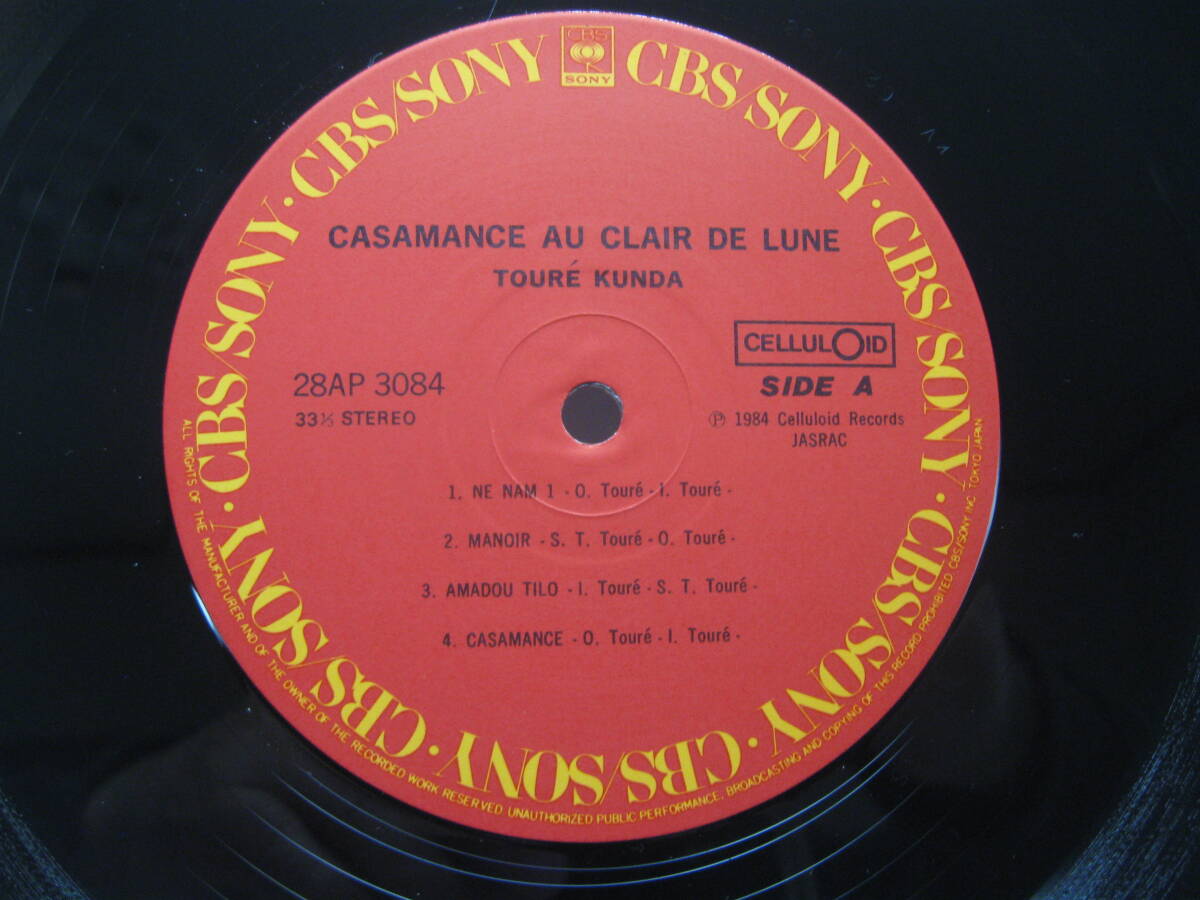 CBS
SONY
CBS/SONY · CBS/SONY · CBS/SONY · CBS/SONY · CBS/SONY · CBS/SONY · CBS/SONY · CBS/SONY · CBS/SONY
CASAMANCE AU CLAIR DE LUNE
TOURÉ KUNDA
CELLULOID
28AP 3084
SIDE A
33⅓ STEREO
Ⓟ 1984 Celluloid Records
JASRAC
1. NE NAM 1 - O. Touré - I. Touré -
2. MANOIR - S. T. Touré - O. Touré -
3. AMADOU TILO - I. Touré - S. T. Touré -
4. CASAMANCE - O. Touré - I. Touré -
ALL RIGHTS OF THE MANUFACTURER AND OF THE OWNER OF THE RECORDED WORK RESERVED UNAUTHORIZED PUBLIC PERFORMANCE, BROADCASTING AND COPYING OF THIS RECORD PROHIBITED CBS/SONY INC. TOKYO JAPAN